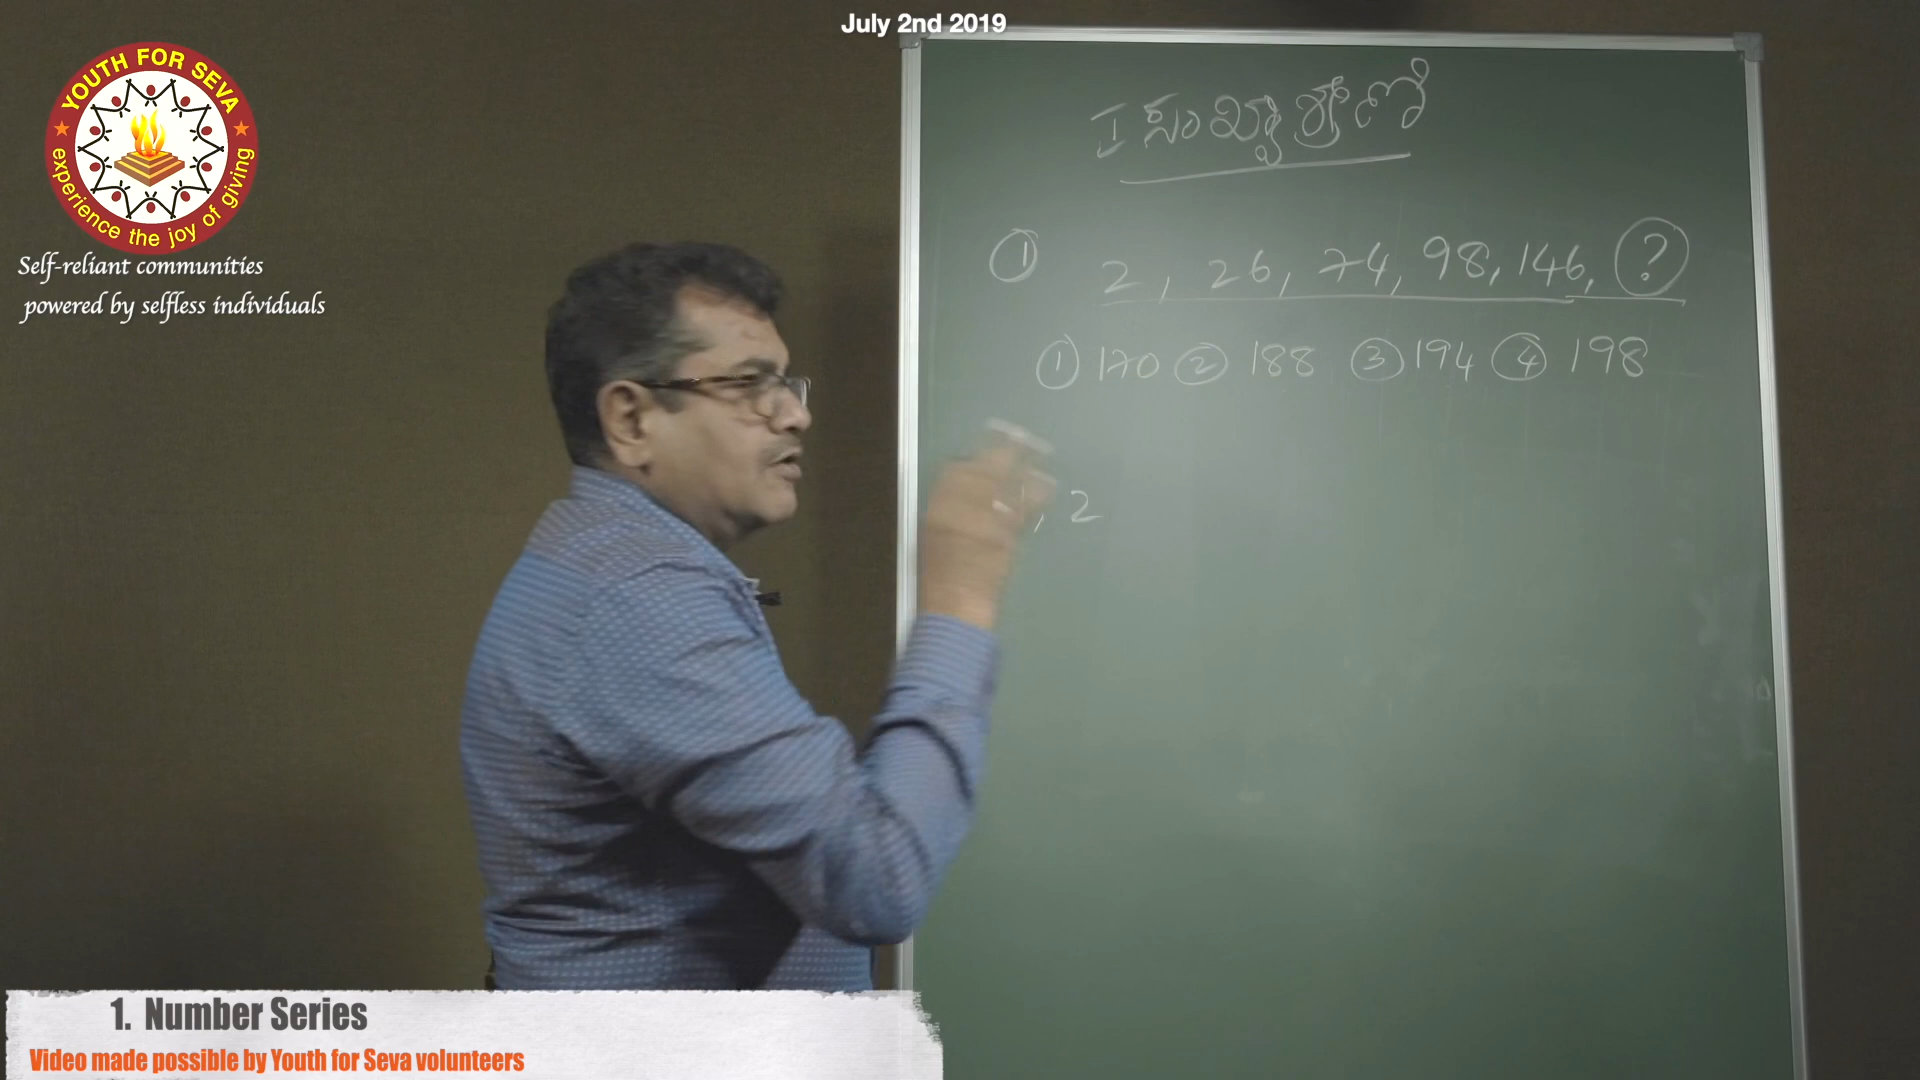 July 2nd 2019
YOUTH FOR SEVA
experience the joy of giving
Self-reliant communities
powered by selfless individuals
I ಸಂಖ್ಯಾ ಶ್ರೇಣಿ
① 2, 26, 74, 98, 146, ?
① 170 ② 188 ③ 194 ④ 198
, 2
1. Number Series
Video made possible by Youth for Seva volunteers